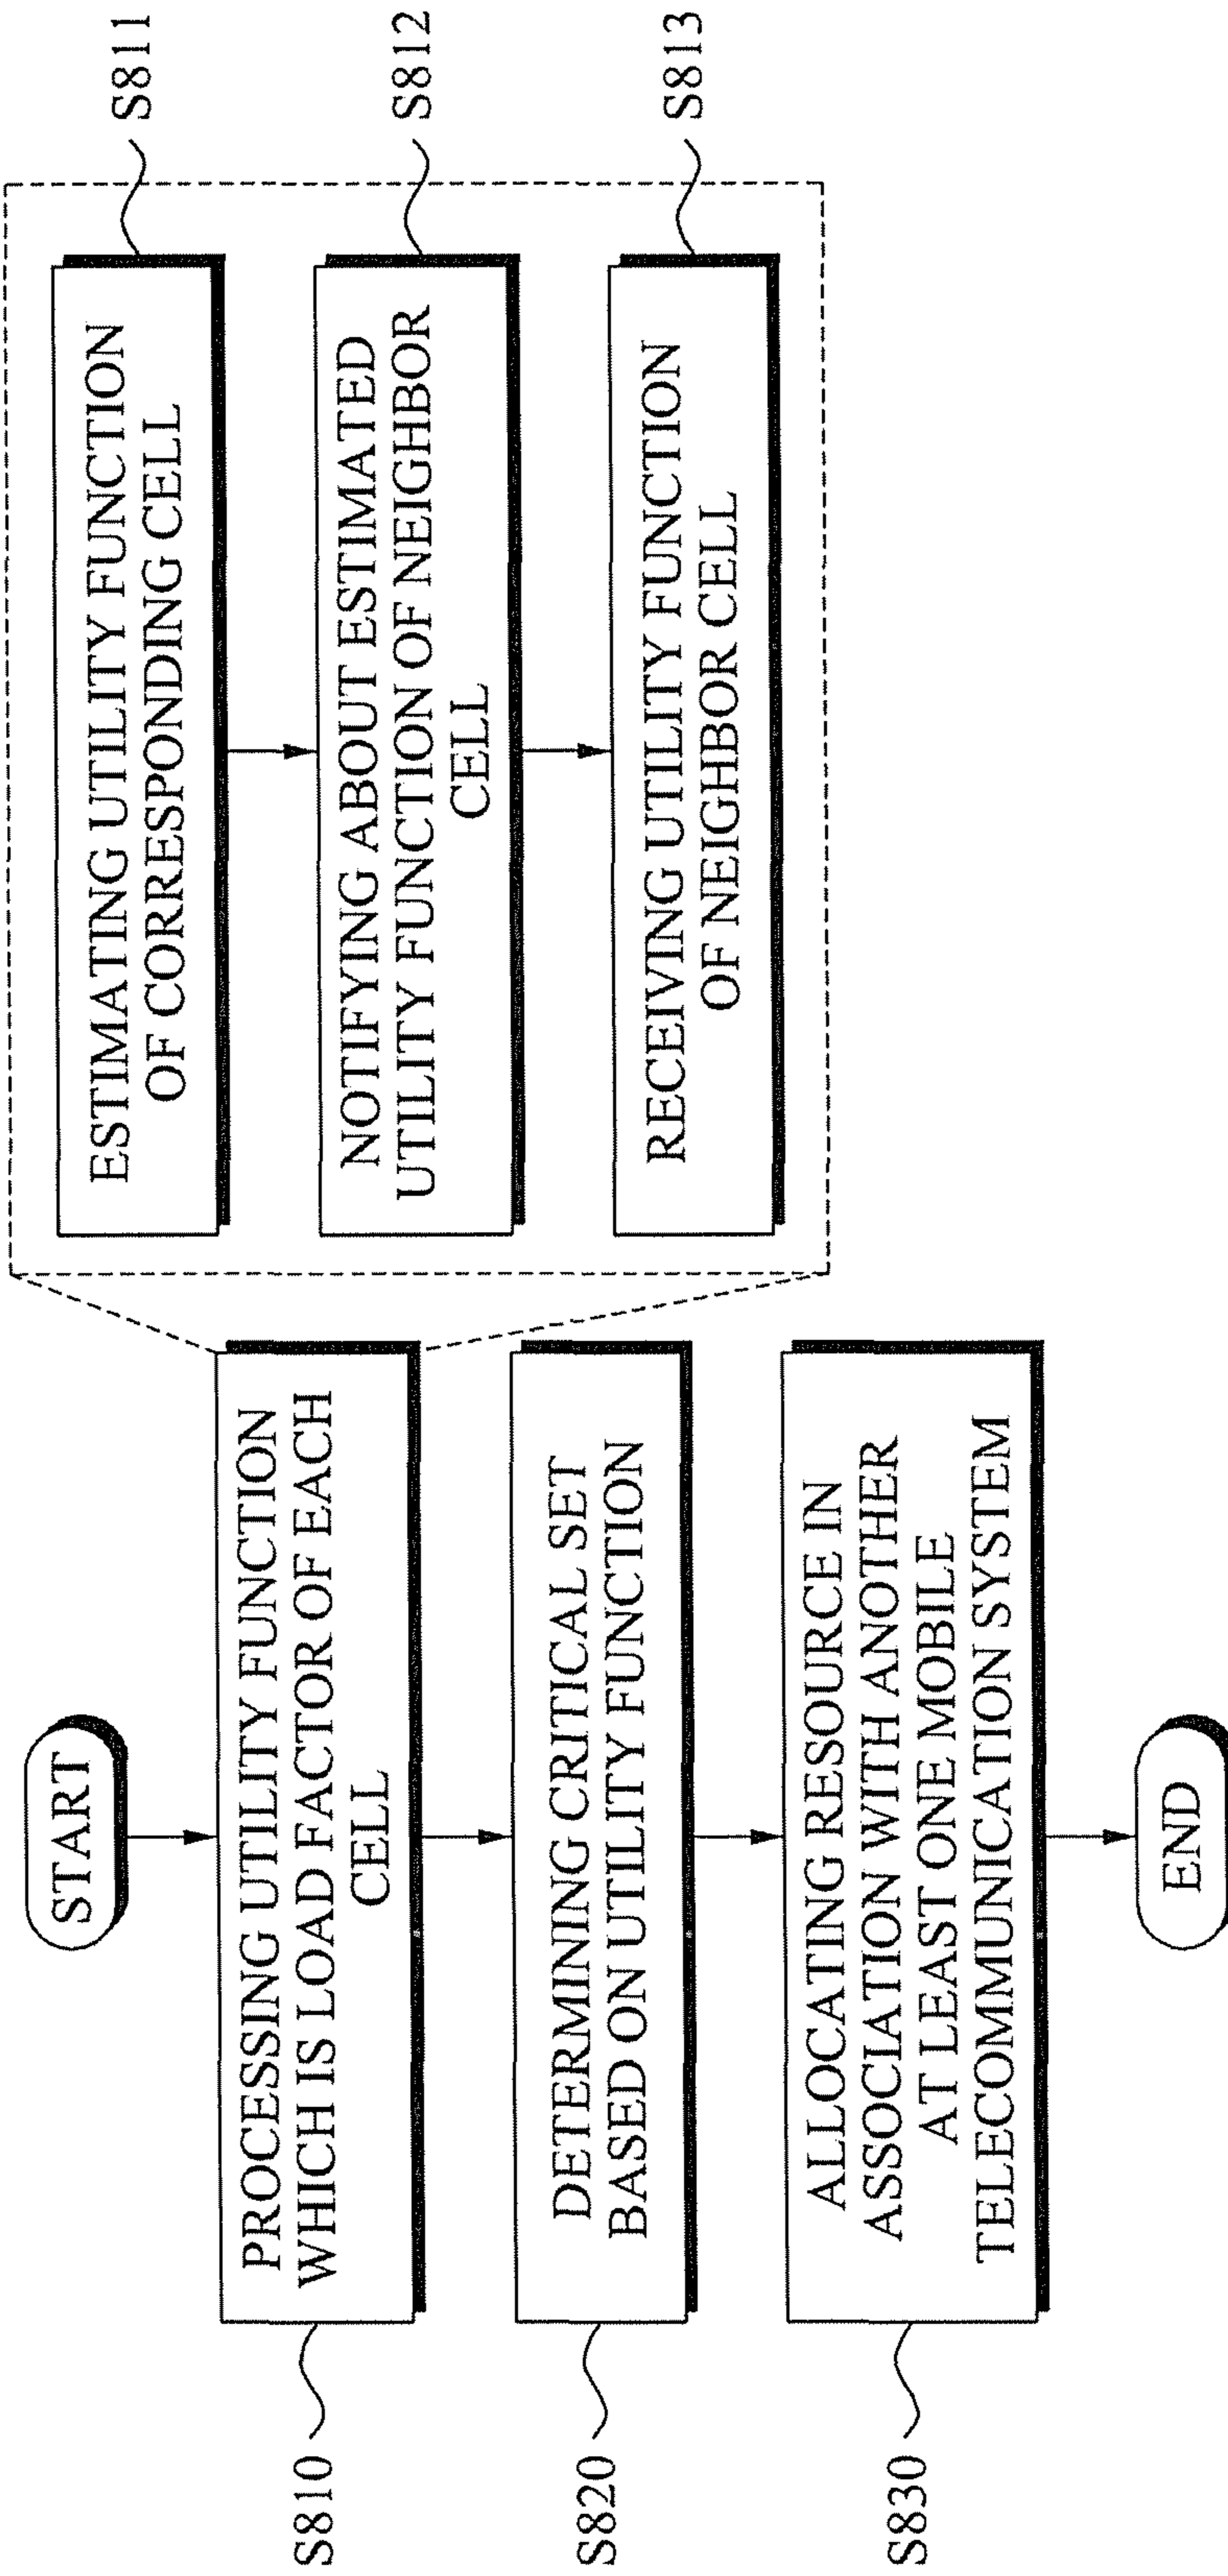 START
S810
PROCESSING UTILITY FUNCTION
WHICH IS LOAD FACTOR OF EACH
CELL
S820
DETERMINING CRITICAL SET
BASED ON UTILITY FUNCTION
S830
ALLOCATING RESOURCE IN
ASSOCIATION WITH ANOTHER
AT LEAST ONE MOBILE
TELECOMMUNICATION SYSTEM
END
ESTIMATING UTILITY FUNCTION
OF CORRESPONDING CELL
S811
NOTIFYING ABOUT ESTIMATED
UTILITY FUNCTION OF NEIGHBOR
CELL
S812
RECEIVING UTILITY FUNCTION
OF NEIGHBOR CELL
S813